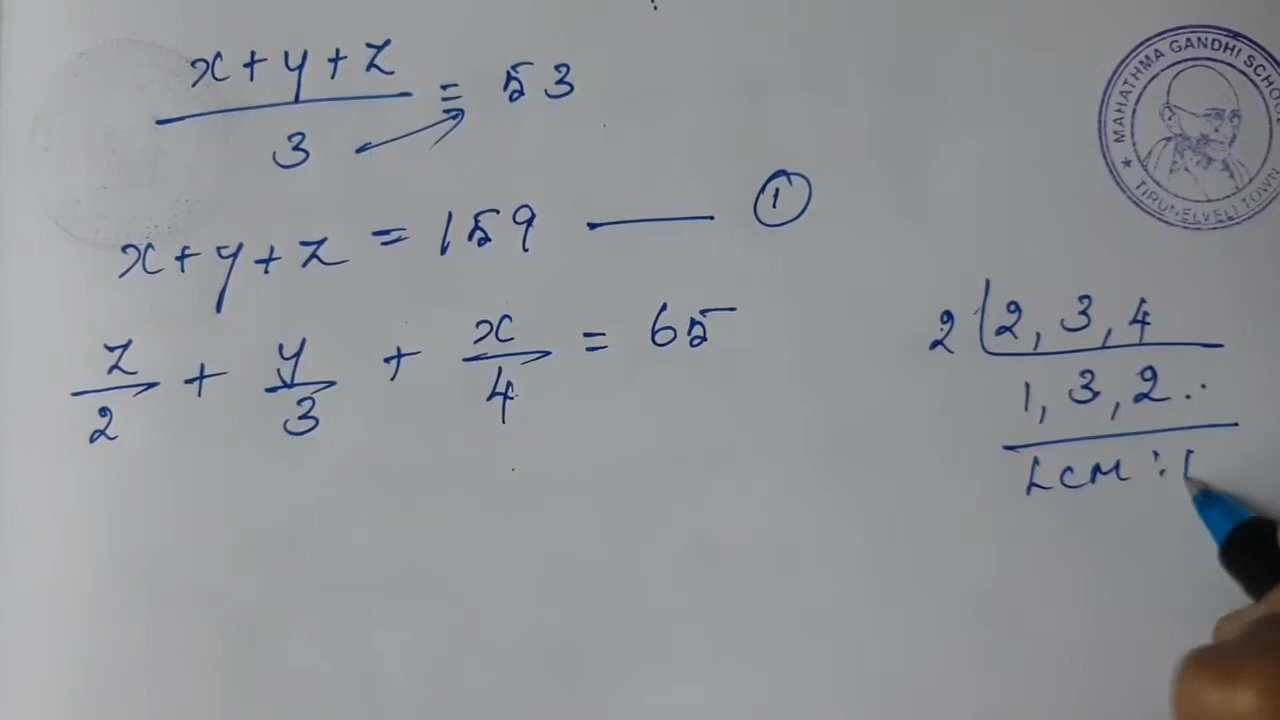 x+y+z
――― = 53
3
x+y+z = 159 ――― ①
z/2 + y/3 + x/4 = 65
2 | 2, 3, 4
1, 3, 2
LCM :
★ MAHATHMA GANDHI
TIRUNELVELI TOWN